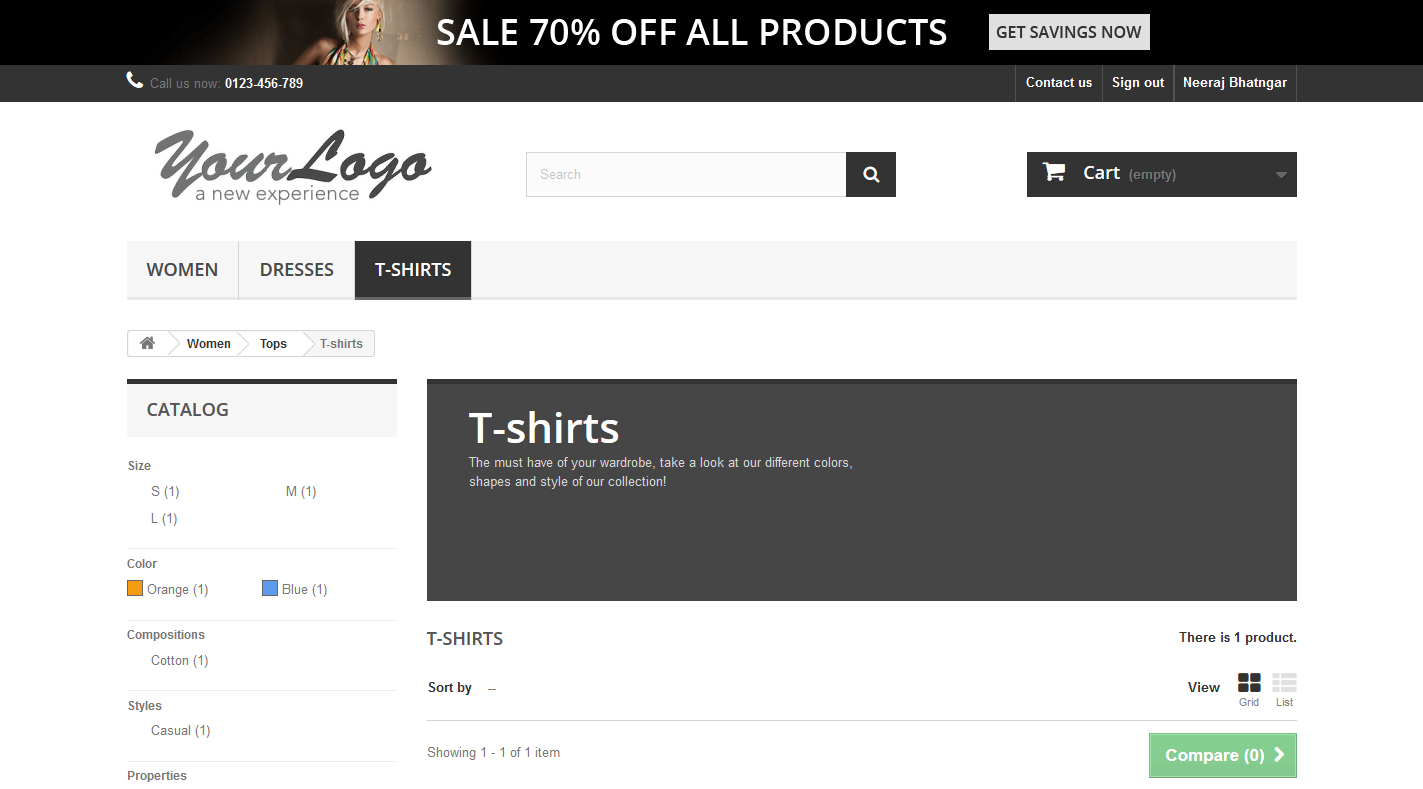 SALE 70% OFF ALL PRODUCTS GET SAVINGS NOW
Call us now: 0123-456-789 Contact us Sign out Neeraj Bhatngar
Your Logo
a new experience
Search
Cart (empty)
WOMEN DRESSES T-SHIRTS
Women Tops T-shirts
CATALOG
Size
S (1) M (1)
L (1)
Color
Orange (1) Blue (1)
Compositions
Cotton (1)
Styles
Casual (1)
Properties
T-shirts
The must have of your wardrobe, take a look at our different colors,
shapes and style of our collection!
T-SHIRTS There is 1 product.
Sort by -- View Grid List
Showing 1 - 1 of 1 item Compare (0)